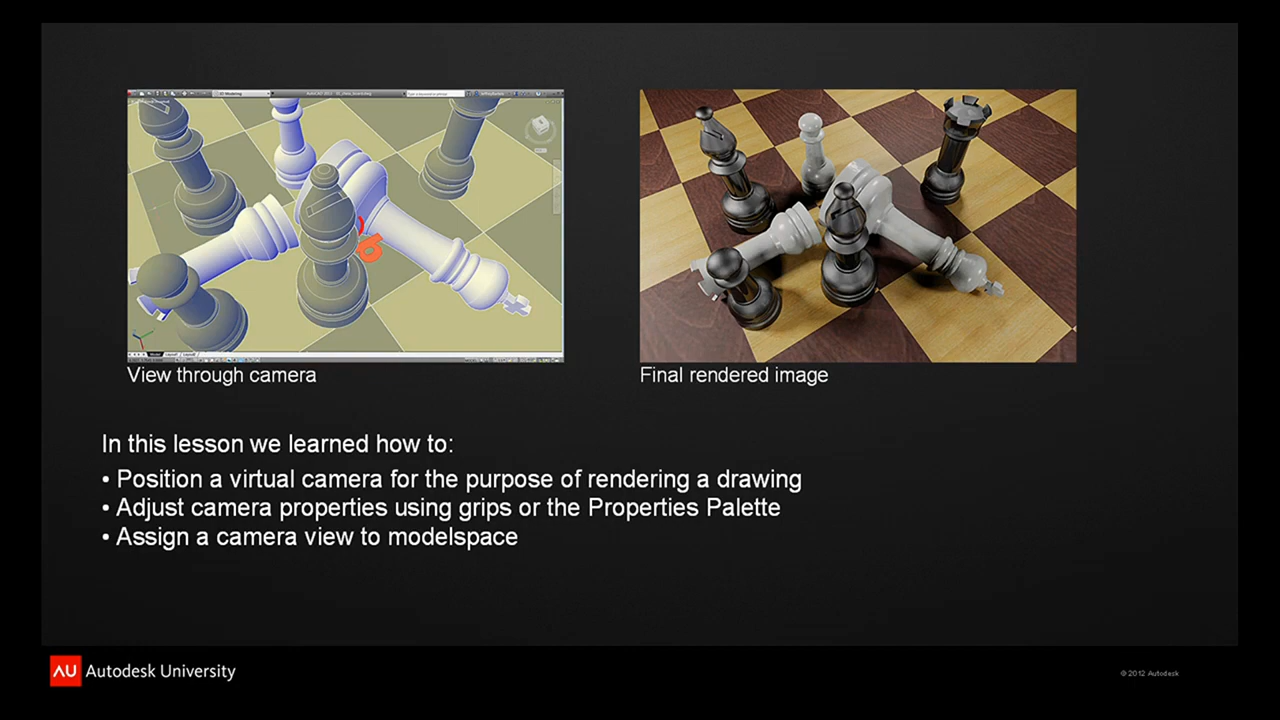 View through camera
Final rendered image
In this lesson we learned how to:
• Position a virtual camera for the purpose of rendering a drawing
• Adjust camera properties using grips or the Properties Palette
• Assign a camera view to modelspace
AU Autodesk University
© 2012 Autodesk